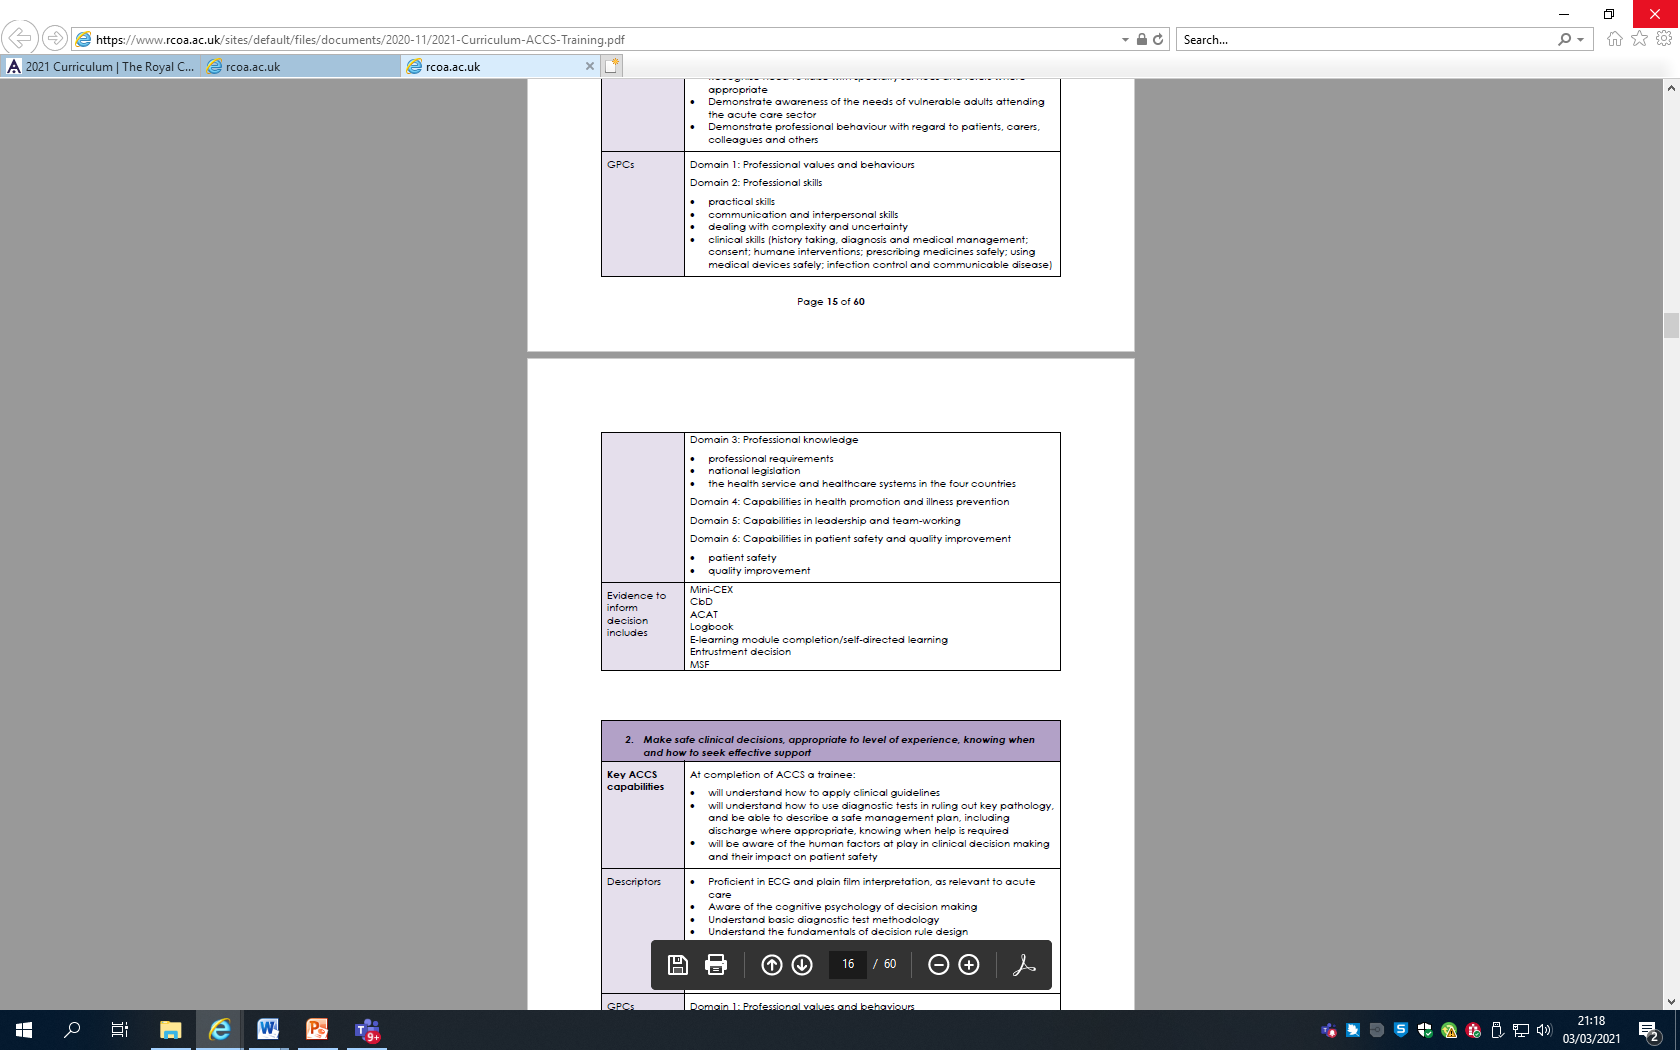 https://www.rcoa.ac.uk/sites/default/files/documents/2020-11/2021-Curriculum-ACCS-Training.pdf
Search...
2021 Curriculum | The Royal C...
rcoa.ac.uk
rcoa.ac.uk
appropriate
• Demonstrate awareness of the needs of vulnerable adults attending
the acute care sector
• Demonstrate professional behaviour with regard to patients, carers,
colleagues and others
GPCs
Domain 1: Professional values and behaviours
Domain 2: Professional skills
• practical skills
• communication and interpersonal skills
• dealing with complexity and uncertainty
• clinical skills (history taking, diagnosis and medical management;
consent; humane interventions; prescribing medicines safely; using
medical devices safely; infection control and communicable disease)
Page 15 of 60
Domain 3: Professional knowledge
• professional requirements
• national legislation
• the health service and healthcare systems in the four countries
Domain 4: Capabilities in health promotion and illness prevention
Domain 5: Capabilities in leadership and team-working
Domain 6: Capabilities in patient safety and quality improvement
• patient safety
• quality improvement
Evidence to
inform
decision
includes
Mini-CEX
CbD
ACAT
Logbook
E-learning module completion/self-directed learning
Entrustment decision
MSF
2. Make safe clinical decisions, appropriate to level of experience, knowing when
and how to seek effective support
Key ACCS
capabilities
At completion of ACCS a trainee:
• will understand how to apply clinical guidelines
• will understand how to use diagnostic tests in ruling out key pathology,
and be able to describe a safe management plan, including
discharge where appropriate, knowing when help is required
• will be aware of the human factors at play in clinical decision making
and their impact on patient safety
Descriptors
• Proficient in ECG and plain film interpretation, as relevant to acute
care
• Aware of the cognitive psychology of decision making
• Understand basic diagnostic test methodology
• Understand the fundamentals of decision rule design
16 / 60
GPCs
Domain 1: Professional values and behaviours
9+
21:18
03/03/2021
2